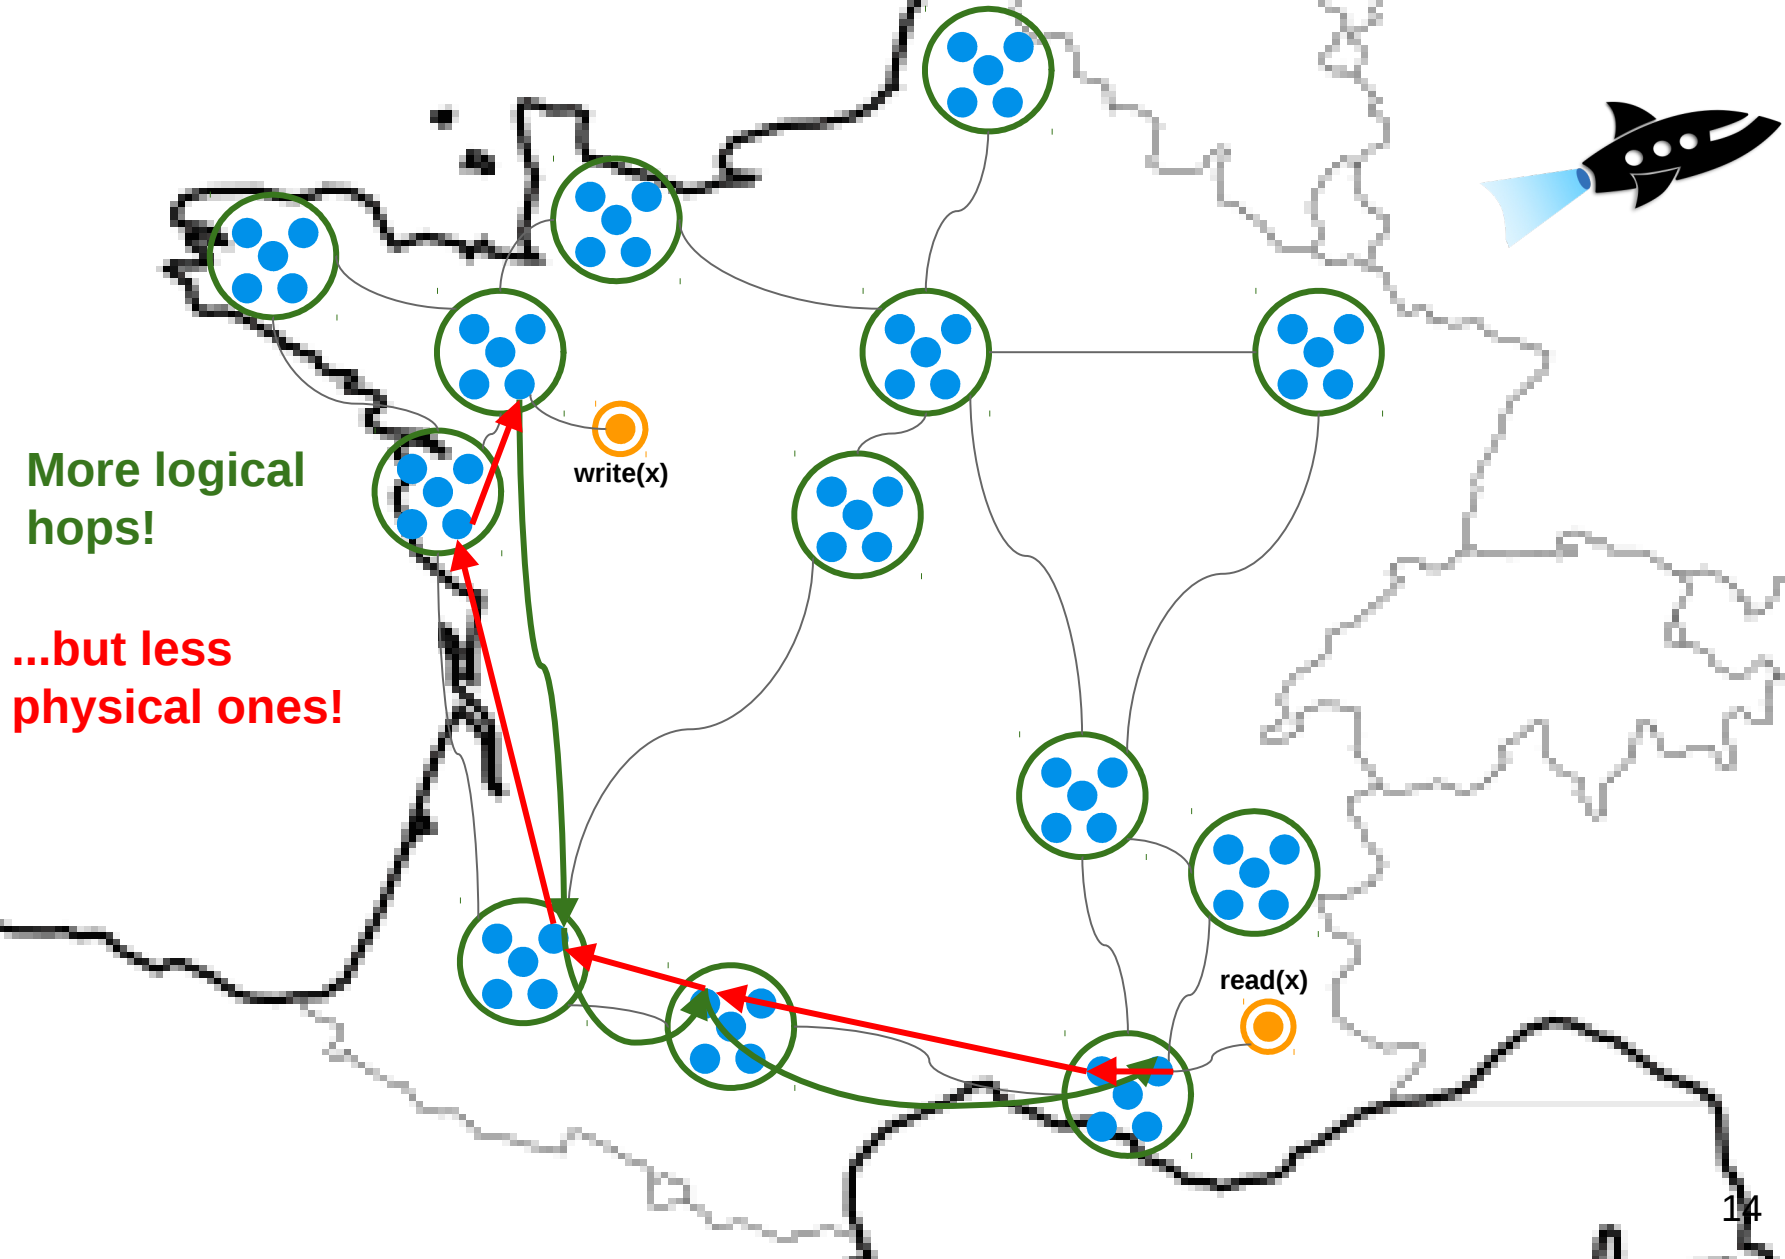 write(x)
More logical
hops!
...but less
physical ones!
read(x)
14